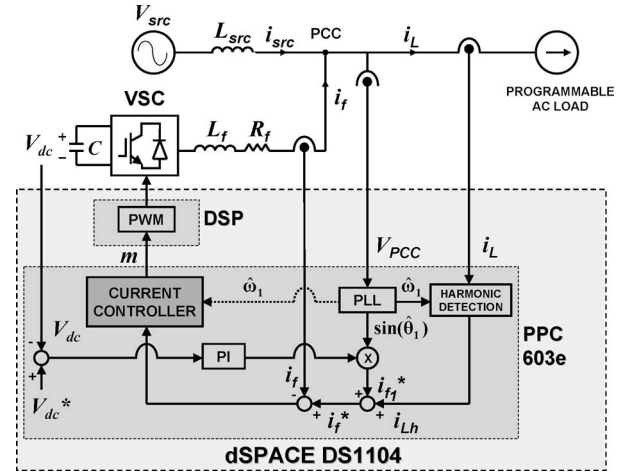 V_src
L_src
i_src
PCC
i_L
PROGRAMMABLE
AC LOAD
VSC
i_f
L_f
R_f
+
-
C
V_dc
PWM
DSP
m
V_PCC
i_L
CURRENT
CONTROLLER
ω̂_1
PLL
ω̂_1
HARMONIC
DETECTION
sin(θ̂_1)
PPC
603e
V_dc
-
+
PI
X
V_dc*
i_f
-
+
i_f*
+
+
i_f1*
i_Lh
dSPACE DS1104